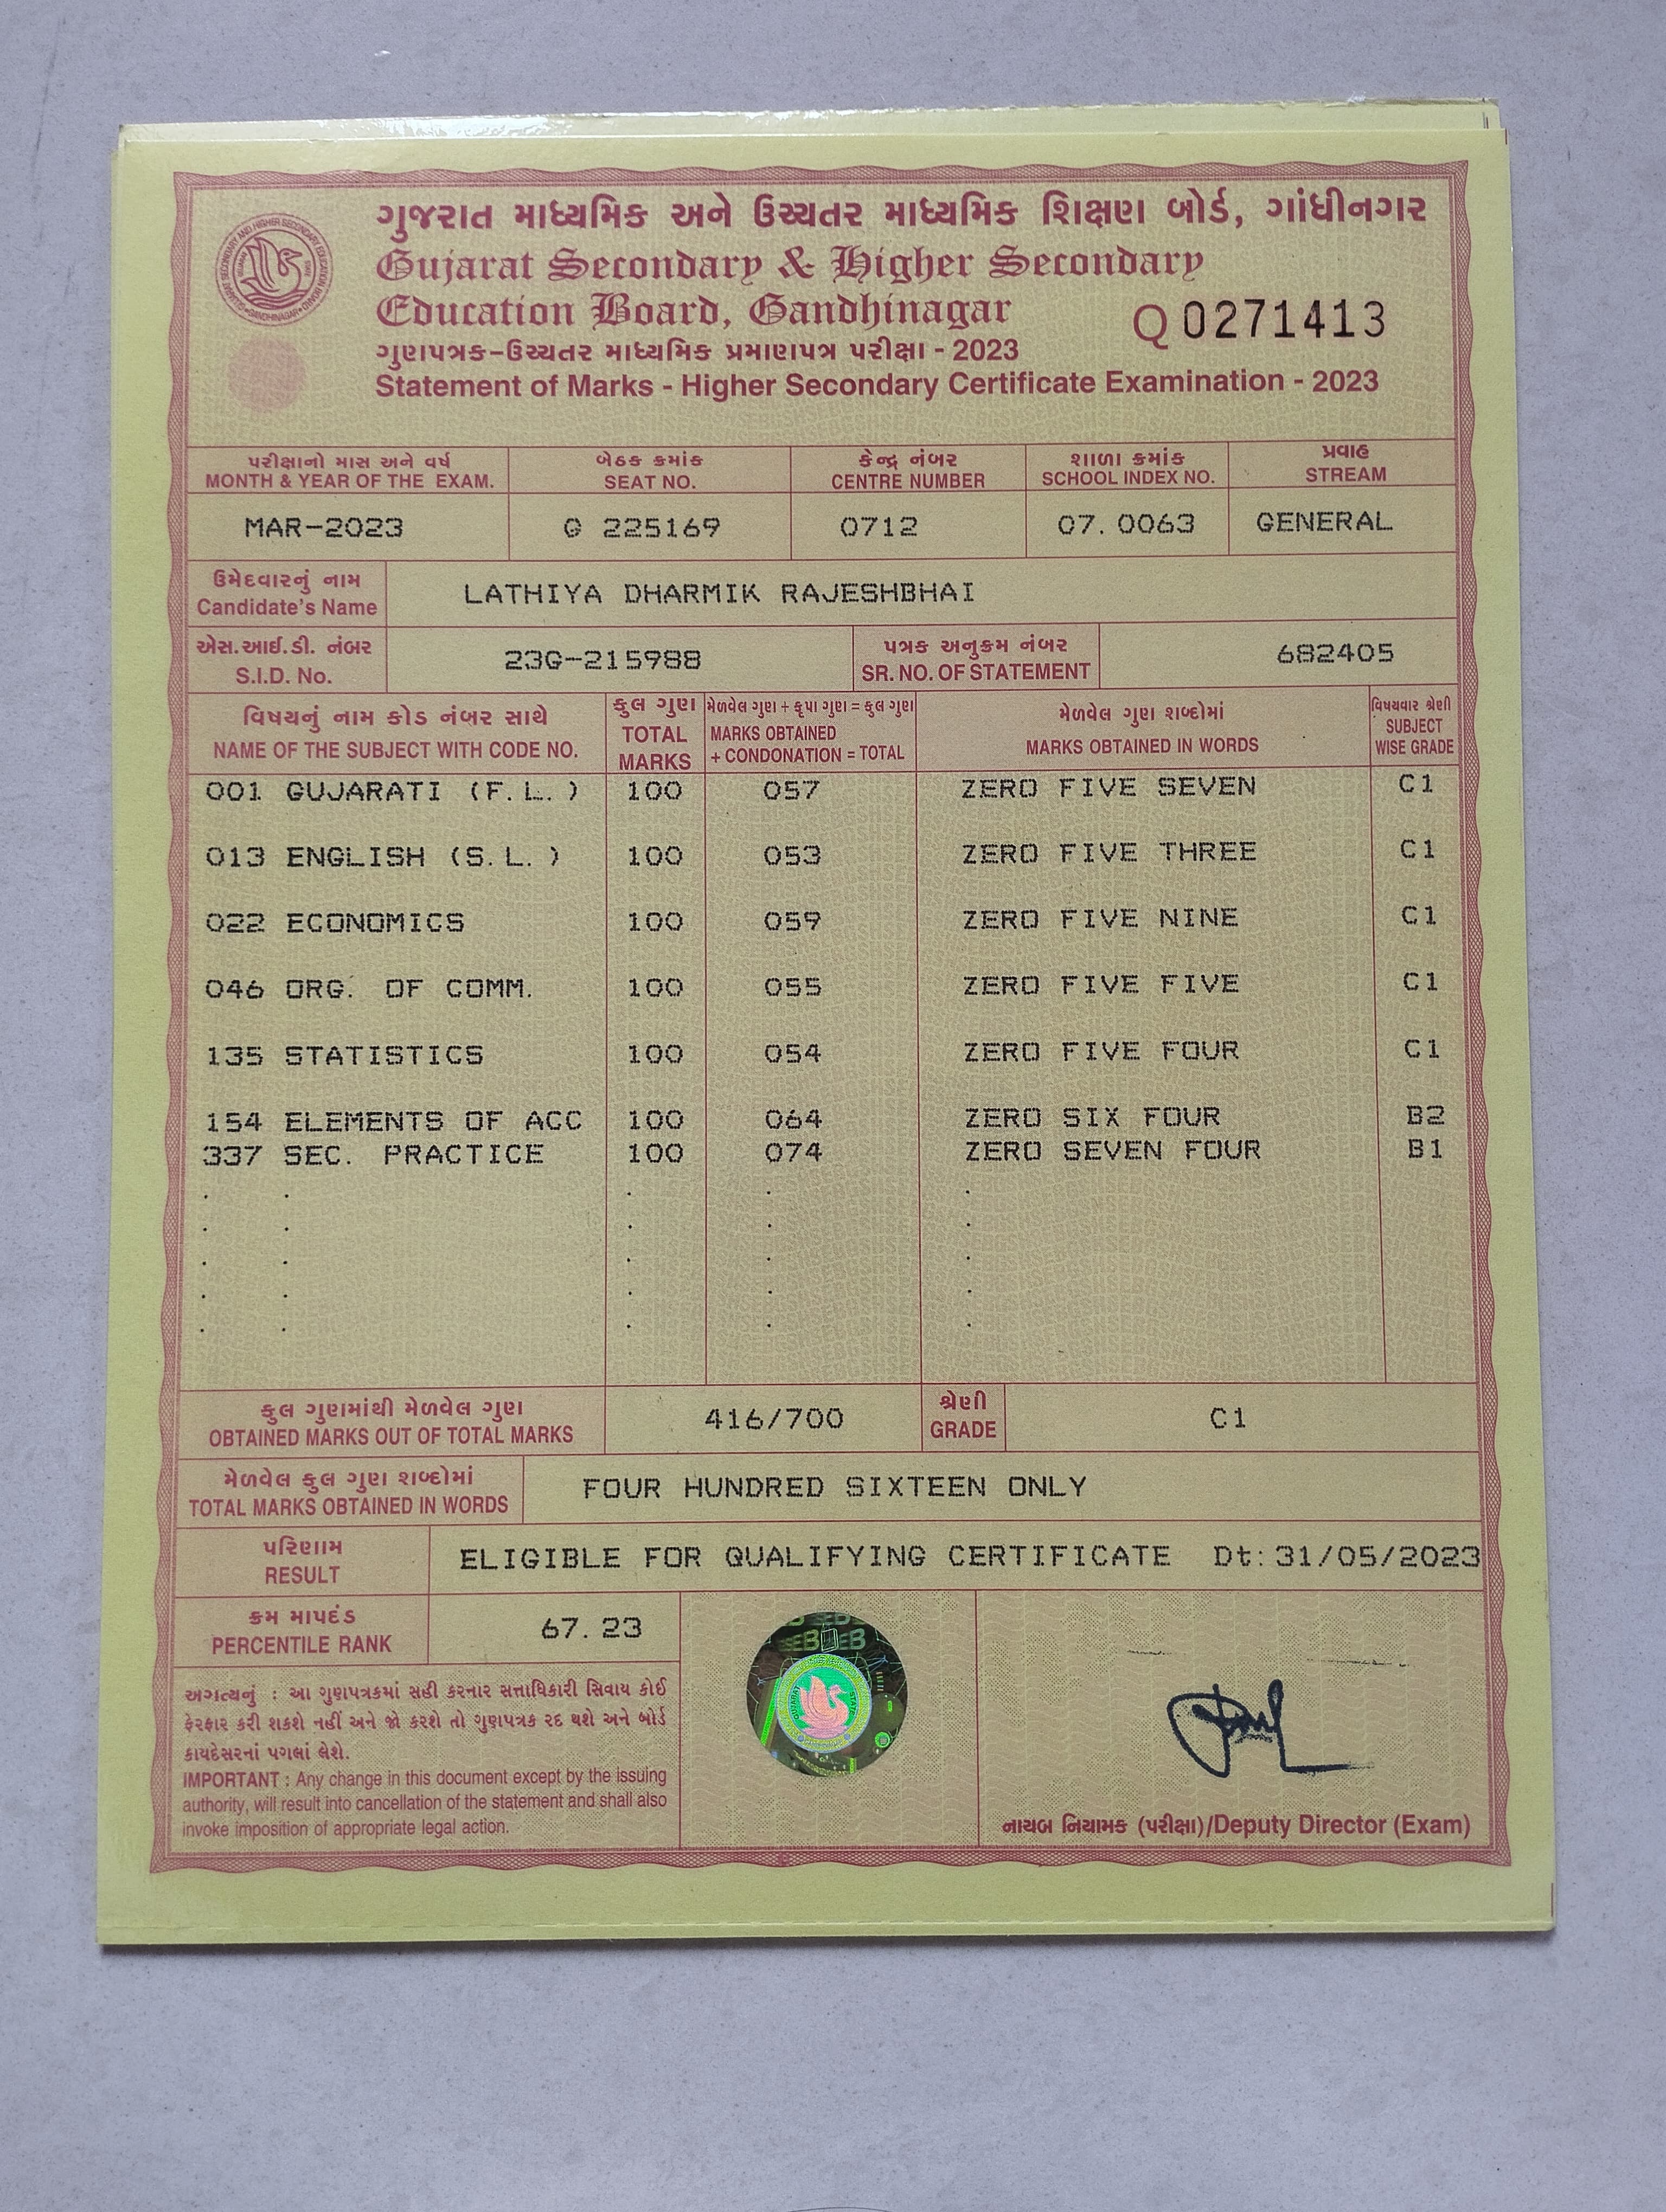 ગુજરાત માધ્યમિક અને ઉચ્ચતર માધ્યમિક શિક્ષણ બોર્ડ, ગાંધીનગર
Gujarat Secondary & Higher Secondary
Education Board, Gandhinagar
Q 0271413
ગુણપત્રક-ઉચ્ચતર માધ્યમિક પ્રમાણપત્ર પરીક્ષા - 2023
Statement of Marks - Higher Secondary Certificate Examination - 2023
પરીક્ષાનો માસ અને વર્ષ બેઠક ક્રમાંક કેન્દ્ર નંબર શાળા ક્રમાંક પ્રવાહ
MONTH & YEAR OF THE EXAM. SEAT NO. CENTRE NUMBER SCHOOL INDEX NO. STREAM
MAR-2023 G 225169 0712 07.0063 GENERAL
ઉમેદવારનું નામ
Candidate's Name
LATHIYA DHARMIK RAJESHBHAI
એસ.આઈ.ડી. નંબર
S.I.D. No.
23G-215988
પત્રક અનુક્રમ નંબર
SR. NO. OF STATEMENT
682405
વિષયનું નામ કોડ નંબર સાથે
NAME OF THE SUBJECT WITH CODE NO.
કુલ ગુણ
TOTAL
MARKS
મેળવેલ ગુણ + કૃપા ગુણ = કુલ ગુણ
MARKS OBTAINED
+ CONDONATION = TOTAL
મેળવેલ ગુણ શબ્દોમાં
MARKS OBTAINED IN WORDS
વિષયવાર શ્રેણી
SUBJECT
WISE GRADE
001 GUJARATI (F.L.) 100 057 ZERO FIVE SEVEN C1
013 ENGLISH (S.L.) 100 053 ZERO FIVE THREE C1
022 ECONOMICS 100 059 ZERO FIVE NINE C1
046 ORG. OF COMM. 100 055 ZERO FIVE FIVE C1
135 STATISTICS 100 054 ZERO FIVE FOUR C1
154 ELEMENTS OF ACC 100 064 ZERO SIX FOUR B2
337 SEC. PRACTICE 100 074 ZERO SEVEN FOUR B1
કુલ ગુણમાંથી મેળવેલ ગુણ
OBTAINED MARKS OUT OF TOTAL MARKS
416/700
શ્રેણી
GRADE
C1
મેળવેલ કુલ ગુણ શબ્દોમાં
TOTAL MARKS OBTAINED IN WORDS
FOUR HUNDRED SIXTEEN ONLY
પરિણામ
RESULT
ELIGIBLE FOR QUALIFYING CERTIFICATE Dt:31/05/2023
ક્રમ માપદંડ
PERCENTILE RANK
67.23
અગત્યનું : આ ગુણપત્રકમાં સહી કરનાર સત્તાધિકારી સિવાય કોઈ
ફેરફાર કરી શકશે નહીં અને જો કરશે તો ગુણપત્રક રદ થશે અને બોર્ડ
કાયદેસરનાં પગલાં લેશે.
IMPORTANT : Any change in this document except by the issuing
authority, will result into cancellation of the statement and shall also
invoke imposition of appropriate legal action.
નાયબ નિયામક (પરીક્ષા)/Deputy Director (Exam)